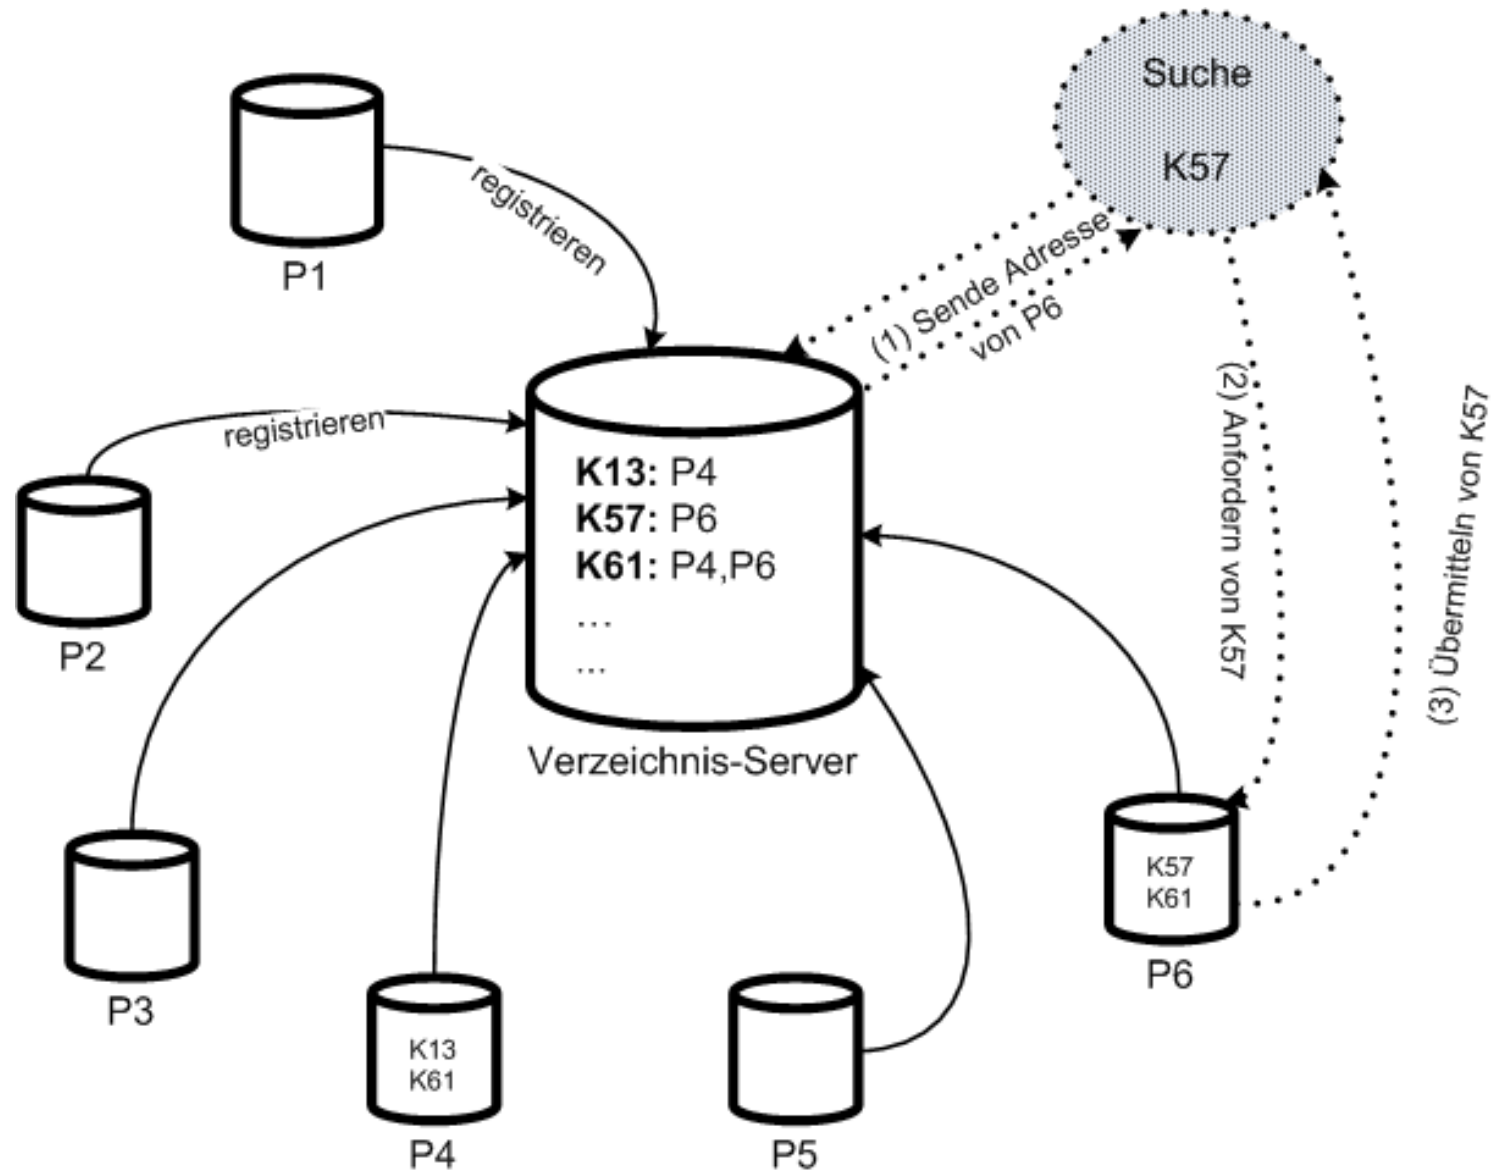 Suche
K57
P1
registrieren
(1) Sende Adresse
von P6
registrieren
(2) Anfordern von K57
(3) Übermitteln von K57
K13: P4
K57: P6
K61: P4,P6
...
...
P2
Verzeichnis-Server
K57
K61
P6
P3
K13
K61
P4
P5